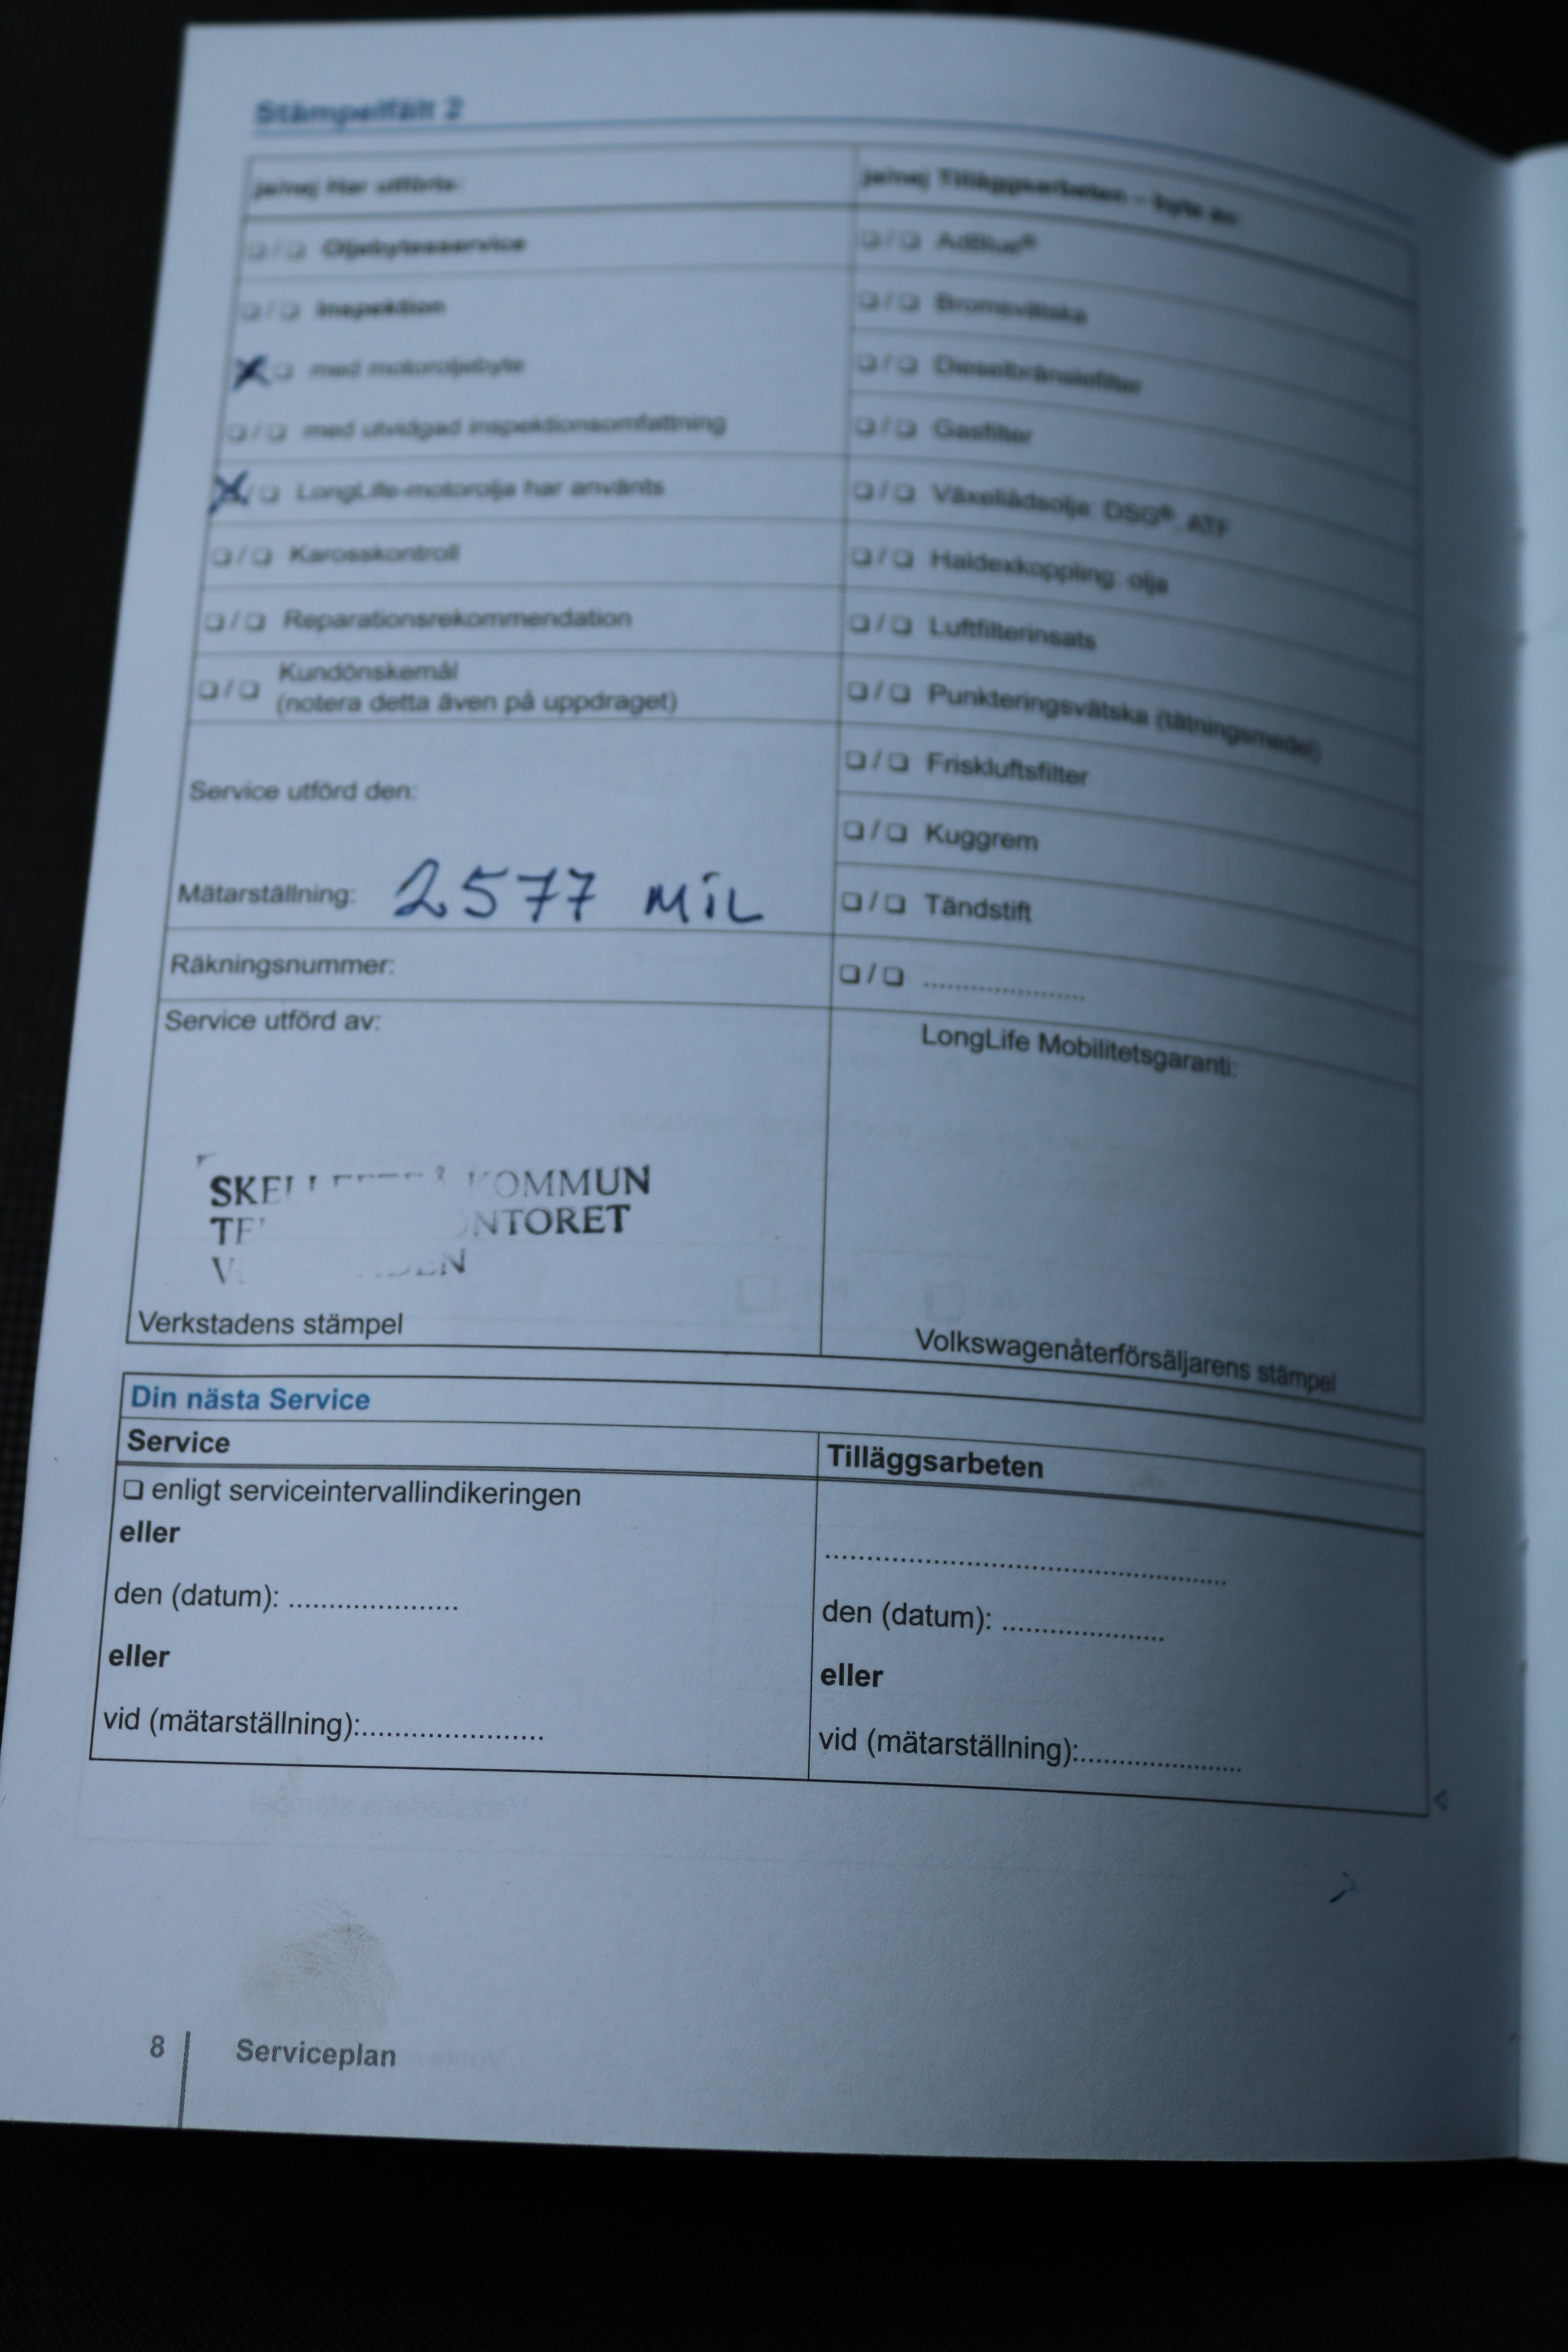 Stämpelfält 2
ja/nej Har utförts:
❏ / ❏ Oljebytesservice
❏ / ❏ Inspektion
X ❏ med motoroljebyte
❏ / ❏ med utvidgad inspektionsomfattning
X / ❏ LongLife-motorolja har använts
❏ / ❏ Karosskontroll
❏ / ❏ Reparationsrekommendation
❏ / ❏ Kundönskemål
(notera detta även på uppdraget)
Service utförd den:
Mätarställning: 2577 MIL
Räkningsnummer:
Service utförd av:
KOMMUN
Verkstadens stämpel
ja/nej Tilläggsarbeten – byte av:
❏ / ❏ AdBlue®
❏ / ❏ Bromsvätska
❏ / ❏ Dieselbränslefilter
❏ / ❏ Gasfilter
❏ / ❏ Växellådsolja: DSG®, ATF
❏ / ❏ Haldexkoppling: olja
❏ / ❏ Luftfilterinsats
❏ / ❏ Punkteringsvätska (tätningsmedel)
❏ / ❏ Friskluftsfilter
❏ / ❏ Kuggrem
❏ / ❏ Tändstift
❏ / ❏ .....................
LongLife Mobilitetsgaranti:
Volkswagenåterförsäljarens stämpel
Din nästa Service
Service
❏ enligt serviceintervallindikeringen
eller
den (datum): .....................
eller
vid (mätarställning):.......................
Tilläggsarbeten
..................................................
den (datum): .....................
eller
vid (mätarställning):.....................
8 Serviceplan